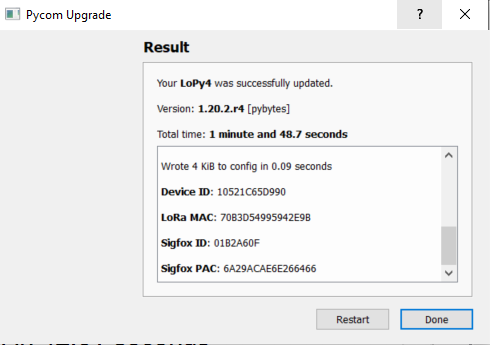 Pycom Upgrade
?
Result
Your LoPy4 was successfully updated.
Version: 1.20.2.r4 [pybytes]
Total time: 1 minute and 48.7 seconds
Wrote 4 KiB to config in 0.09 seconds
Device ID: 10521C65D990
LoRa MAC: 70B3D54995942E9B
Sigfox ID: 01B2A60F
Sigfox PAC: 6A29ACAE6E266466
Restart
Done